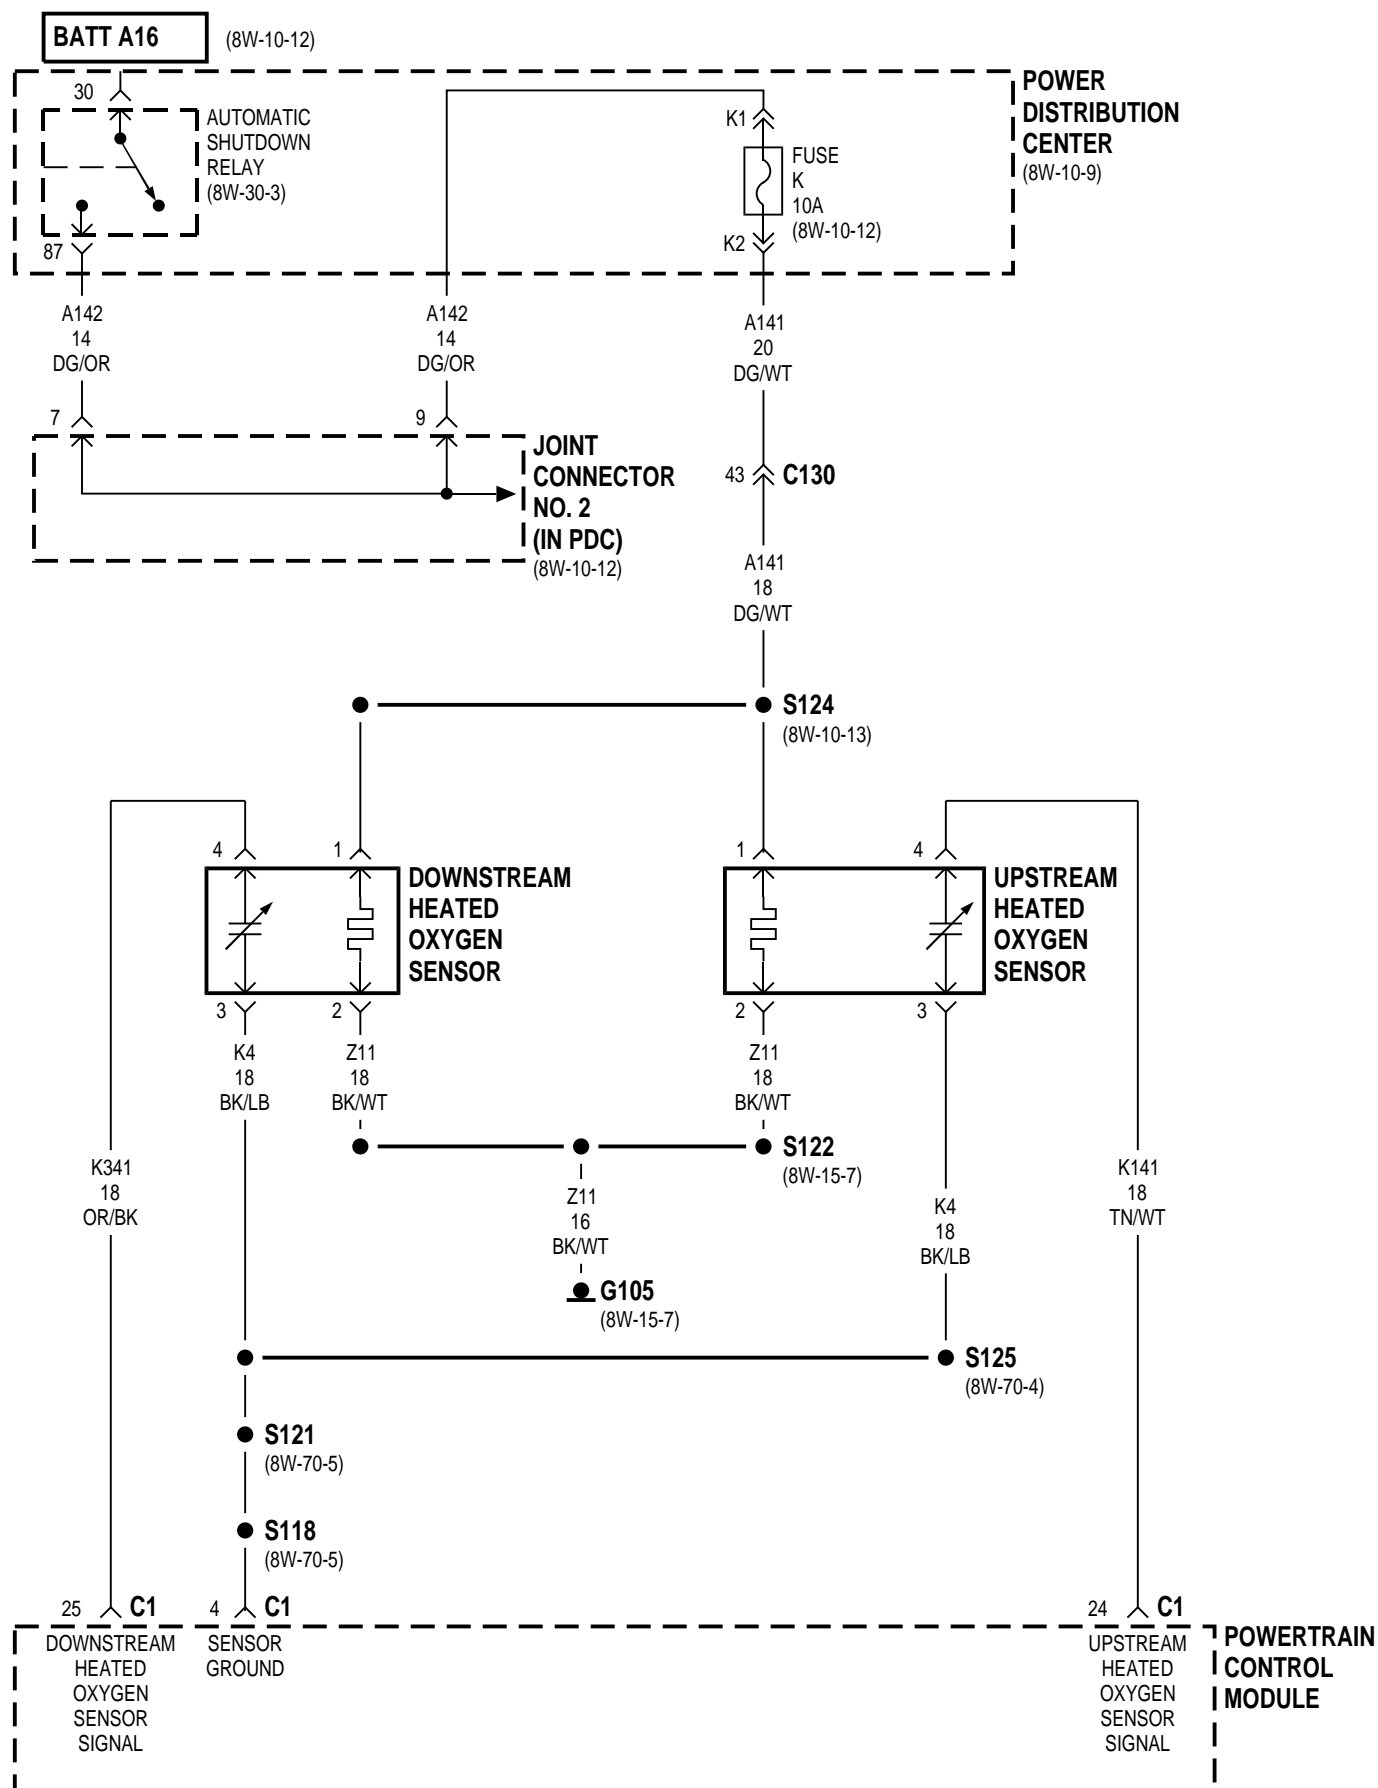 BATT A16
(8W-10-12)
30
AUTOMATIC
SHUTDOWN
RELAY
(8W-30-3)
87
K1
FUSE
K
10A
(8W-10-12)
K2
POWER
DISTRIBUTION
CENTER
(8W-10-9)
A142
14
DG/OR
A142
14
DG/OR
A141
20
DG/WT
7
9
JOINT
CONNECTOR
NO. 2
(IN PDC)
(8W-10-12)
43
C130
A141
18
DG/WT
S124
(8W-10-13)
4
1
DOWNSTREAM
HEATED
OXYGEN
SENSOR
3
2
1
4
UPSTREAM
HEATED
OXYGEN
SENSOR
2
3
K4
18
BK/LB
Z11
18
BK/WT
Z11
18
BK/WT
S122
(8W-15-7)
K341
18
OR/BK
Z11
16
BK/WT
G105
(8W-15-7)
K4
18
BK/LB
K141
18
TN/WT
S125
(8W-70-4)
S121
(8W-70-5)
S118
(8W-70-5)
25
C1
4
C1
24
C1
DOWNSTREAM
HEATED
OXYGEN
SENSOR
SIGNAL
SENSOR
GROUND
UPSTREAM
HEATED
OXYGEN
SENSOR
SIGNAL
POWERTRAIN
CONTROL
MODULE